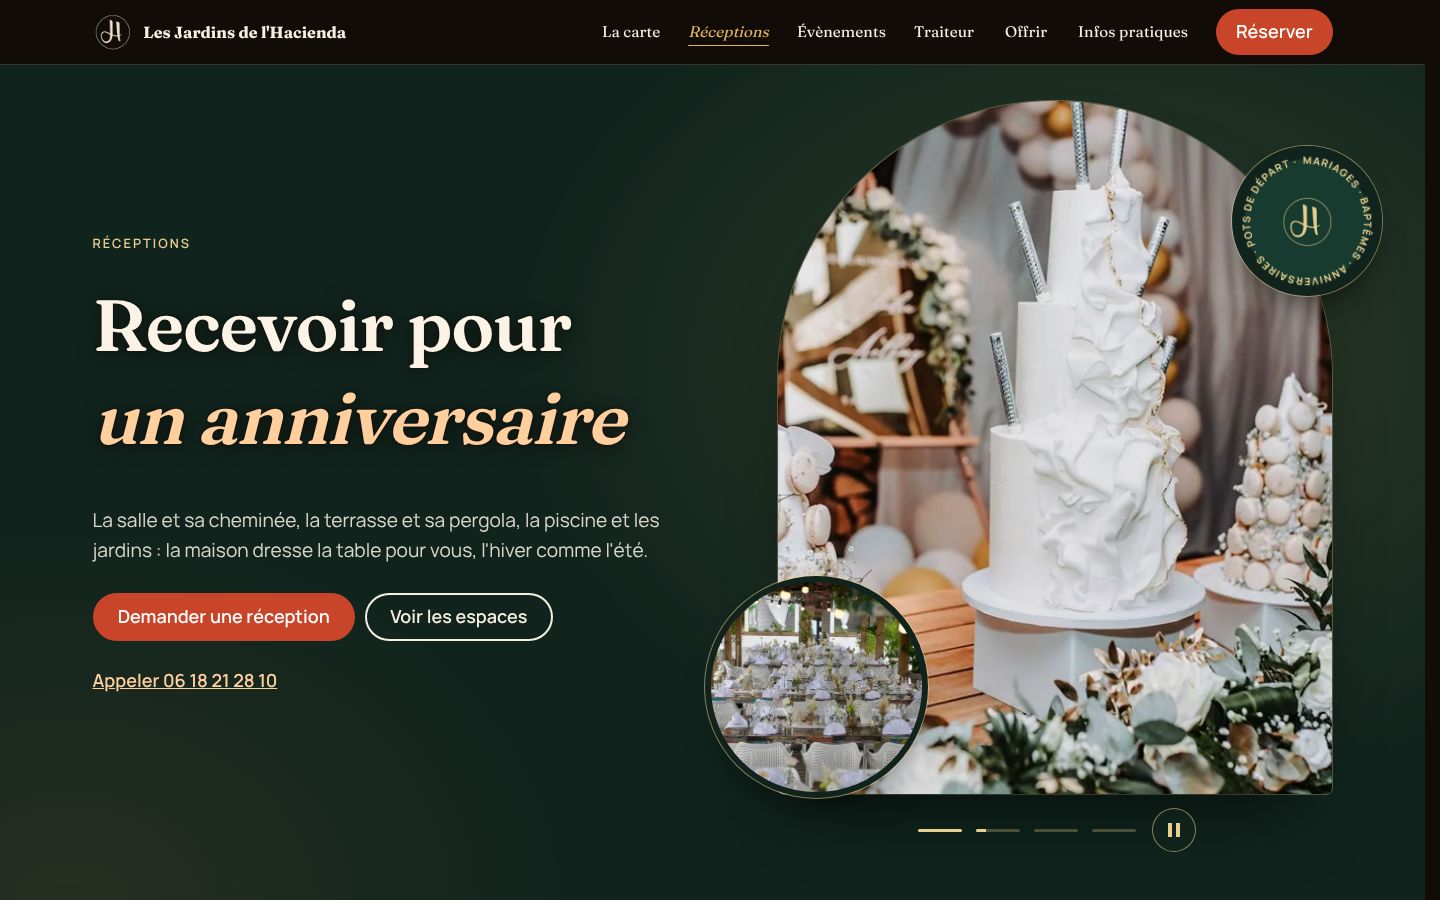 Les Jardins de l'Hacienda
La carte
Réceptions
Évènements
Traiteur
Offrir
Infos pratiques
Réserver
RÉCEPTIONS
Recevoir pour
un anniversaire
La salle et sa cheminée, la terrasse et sa pergola, la piscine et les
jardins : la maison dresse la table pour vous, l'hiver comme l'été.
Demander une réception
Voir les espaces
Appeler 06 18 21 28 10
MARIAGES · BAPTÊMES · ANNIVERSAIRES · POTS DE DÉPART ·
H